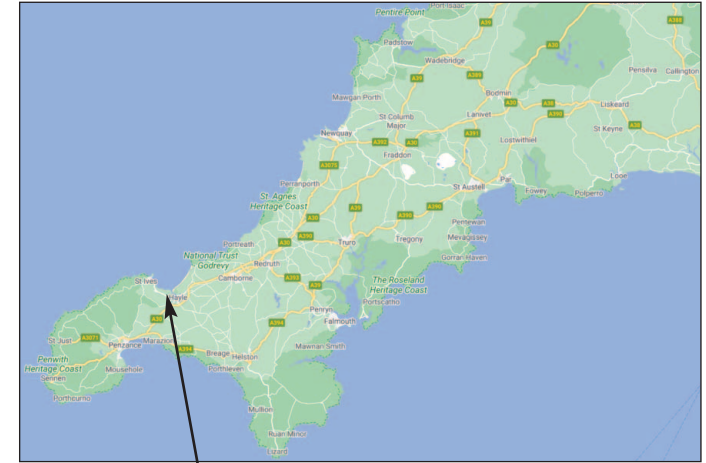 Port Isaac
Pentire Point
A39
A388
Padstow
A30
Wadebridge
A39
A389
Pensilva
Callington
Mawgan Porth
Bodmin
A30
A38
Liskeard
St Columb
Major
Lanivet
A390
St Keyne
A38
Newquay
A391
Lostwithiel
A392
A30
Fraddon
A3075
Perranporth
St Austell
Par
Fowey
Looe
Polperro
St. Agnes
Heritage Coast
A39
A390
A30
A390
Pentewan
Portreath
A30
A390
Truro
Tregony
Mevagissey
National Trust
Godrevy
Redruth
Gorran Haven
St Ives
Camborne
A393
A39
The Roseland
Heritage Coast
Hayle
Portscatho
A30
Penryn
A394
Falmouth
St Just
A3071
Penzance
Marazion
A394
Breage
Helston
Mawnan Smith
Penwith
Heritage Coast
Sennen
Mousehole
Porthleven
Porthcurno
Mullion
Ruan Minor
Lizard